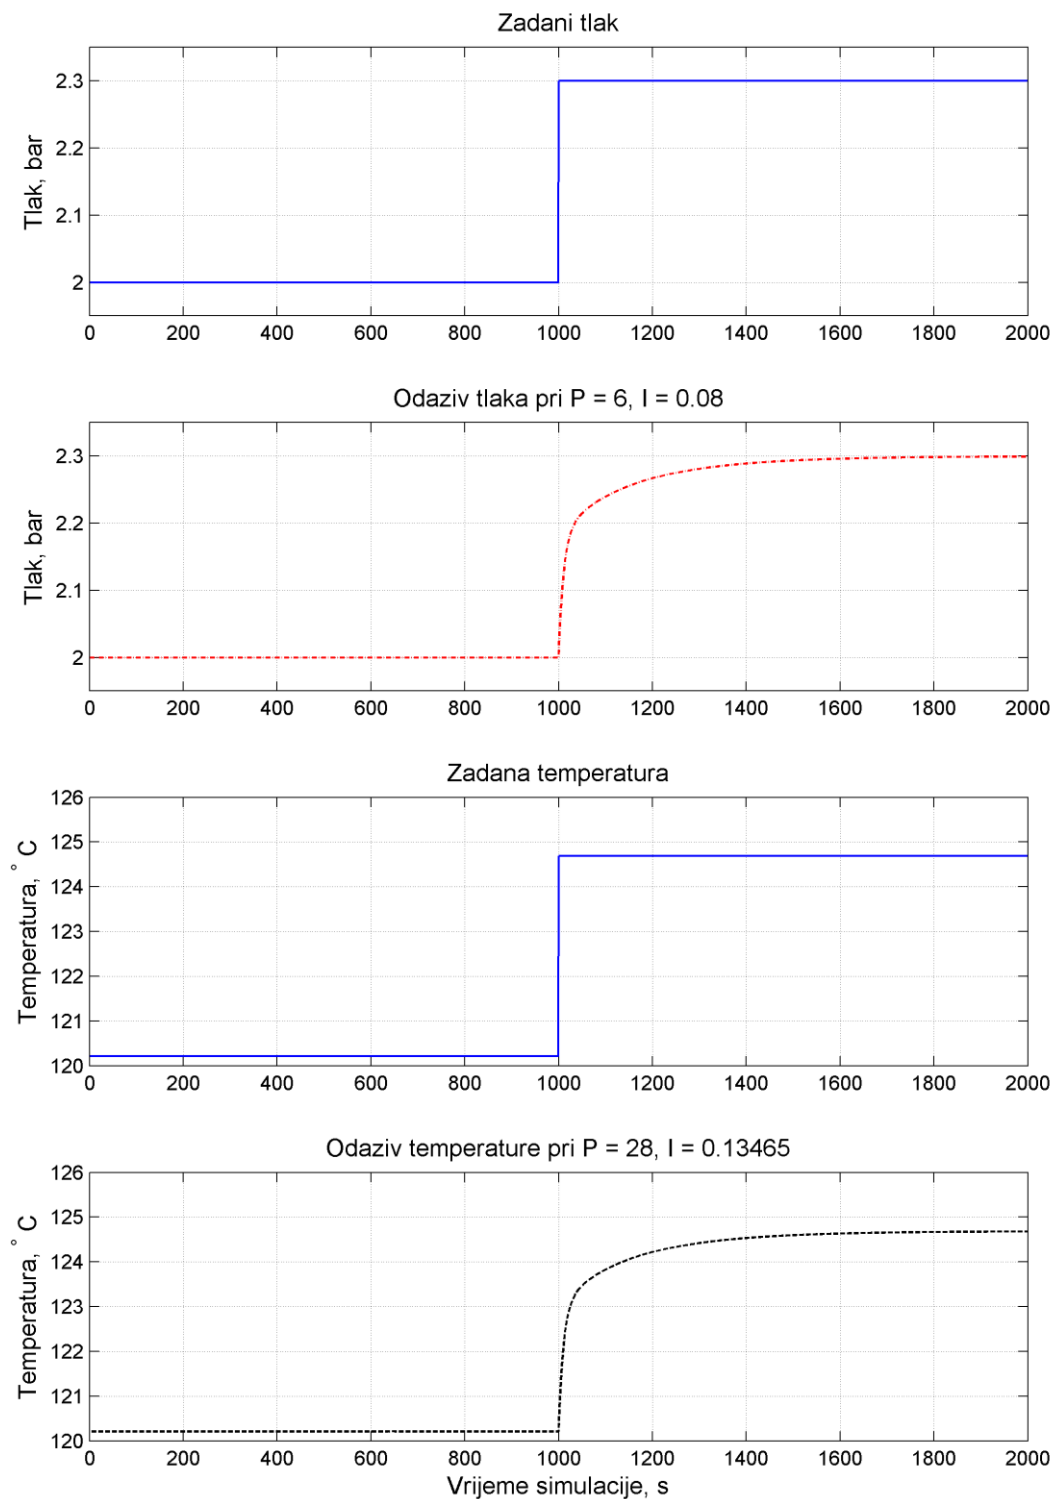 Zadani tlak
Tlak, bar
2.3
2.2
2.1
2
0 200 400 600 800 1000 1200 1400 1600 1800 2000
Odaziv tlaka pri P = 6, I = 0.08
Tlak, bar
2.3
2.2
2.1
2
0 200 400 600 800 1000 1200 1400 1600 1800 2000
Zadana temperatura
Temperatura, ° C
126
125
124
123
122
121
120
0 200 400 600 800 1000 1200 1400 1600 1800 2000
Odaziv temperature pri P = 28, I = 0.13465
Temperatura, ° C
126
125
124
123
122
121
120
0 200 400 600 800 1000 1200 1400 1600 1800 2000
Vrijeme simulacije, s